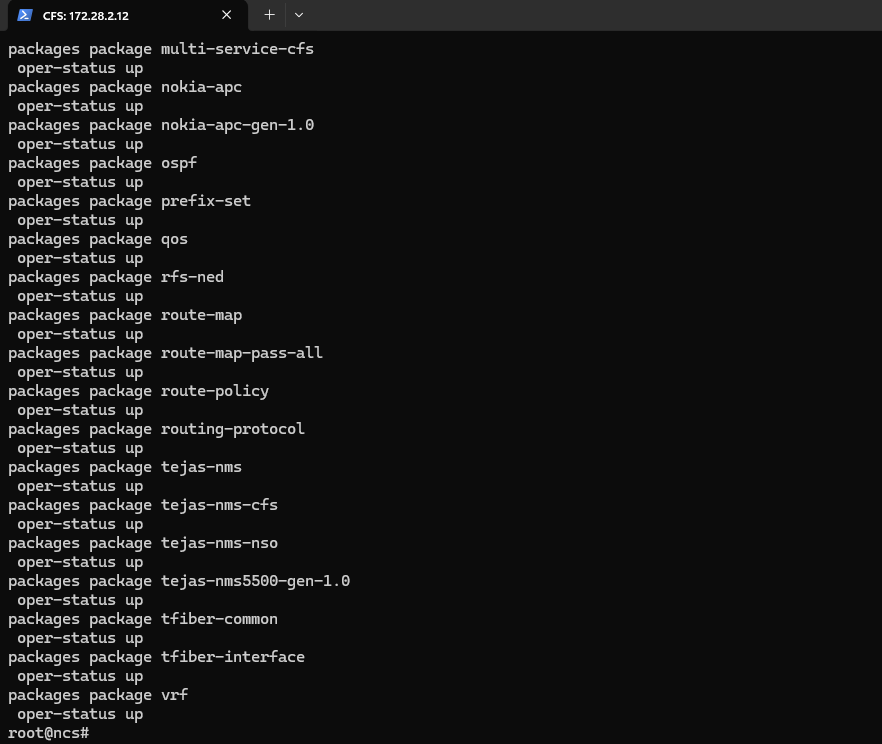 CFS: 172.28.2.12
packages package multi-service-cfs
oper-status up
packages package nokia-apc
oper-status up
packages package nokia-apc-gen-1.0
oper-status up
packages package ospf
oper-status up
packages package prefix-set
oper-status up
packages package qos
oper-status up
packages package rfs-ned
oper-status up
packages package route-map
oper-status up
packages package route-map-pass-all
oper-status up
packages package route-policy
oper-status up
packages package routing-protocol
oper-status up
packages package tejas-nms
oper-status up
packages package tejas-nms-cfs
oper-status up
packages package tejas-nms-nso
oper-status up
packages package tejas-nms5500-gen-1.0
oper-status up
packages package tfiber-common
oper-status up
packages package tfiber-interface
oper-status up
packages package vrf
oper-status up
root@ncs#